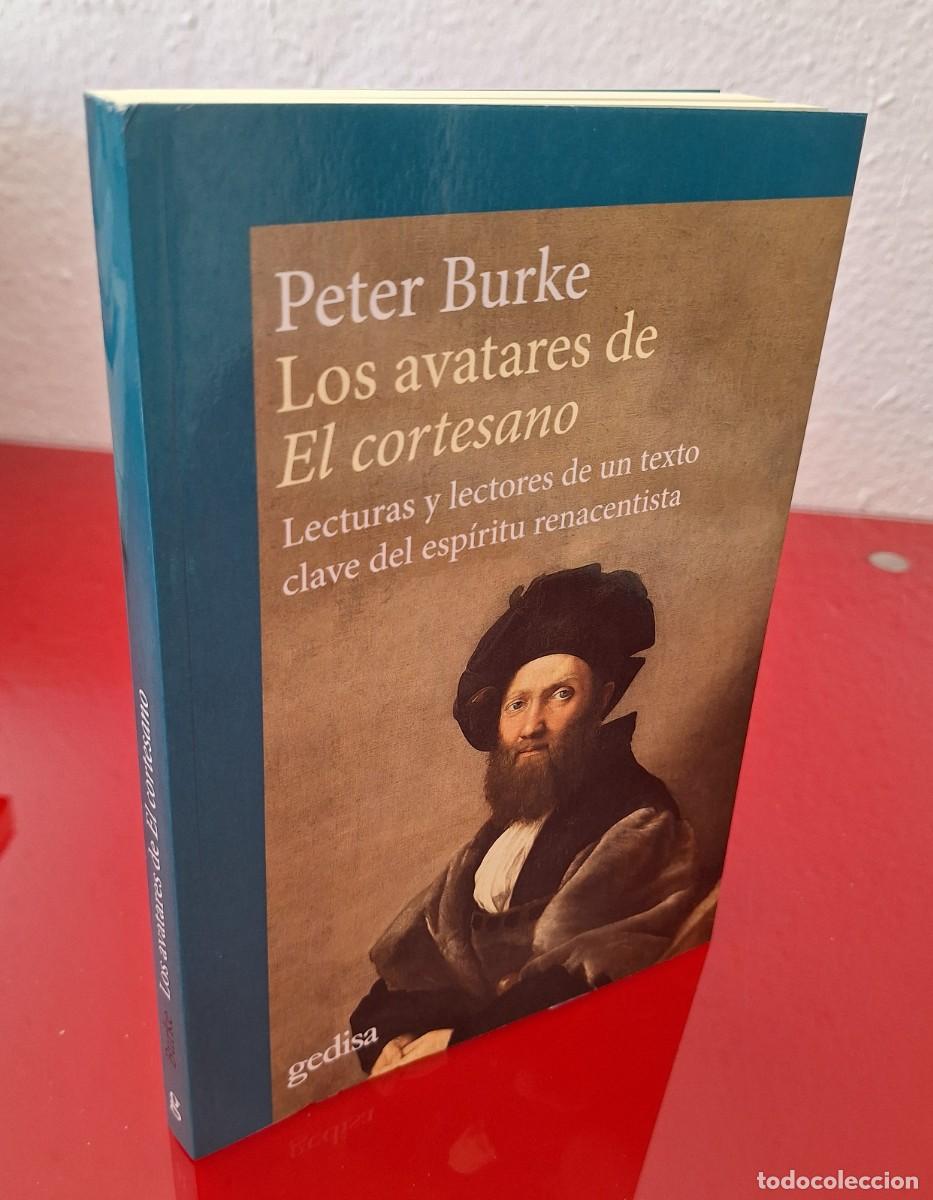 Peter Burke
Los avatares de
El cortesano
Lecturas y lectores de un texto
clave del espíritu renacentista
gedisa
Burke Los avatares de El cortesano
todocoleccion